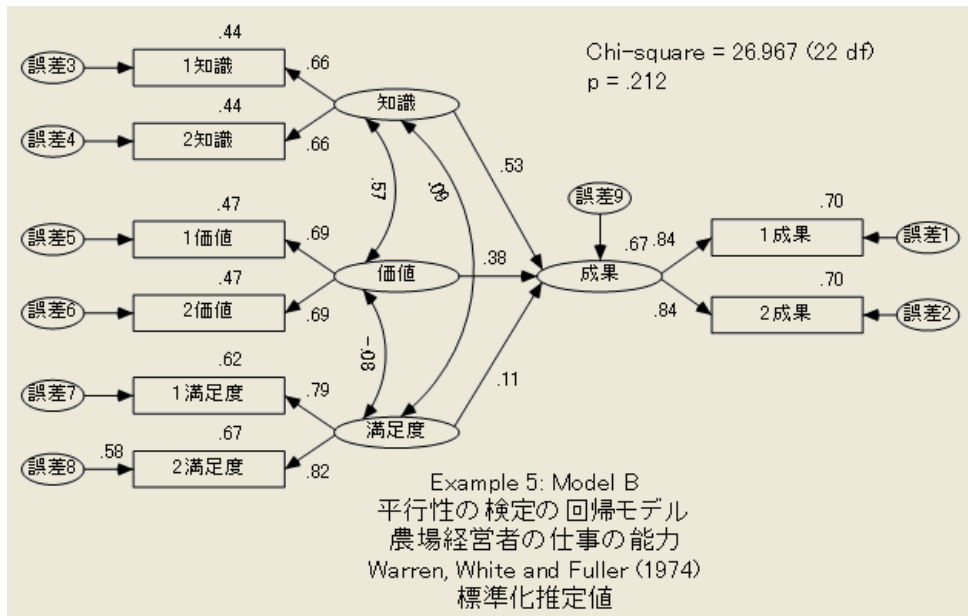 Chi-square = 26.967 (22 df)
p = .212
.44
誤差3
1知識
.66
.44
誤差4
2知識
.66
知識
.57
.09
.53
.47
誤差5
1価値
.69
.47
誤差6
2価値
.69
価値
.38
-.08
誤差9
.67
成果
.84
.70
1成果
誤差1
.84
.70
2成果
誤差2
.62
誤差7
1満足度
.79
.67
.58
誤差8
2満足度
.82
満足度
.11
Example 5: Model B
平行性の検定の回帰モデル
農場経営者の仕事の能力
Warren, White and Fuller (1974)
標準化推定値